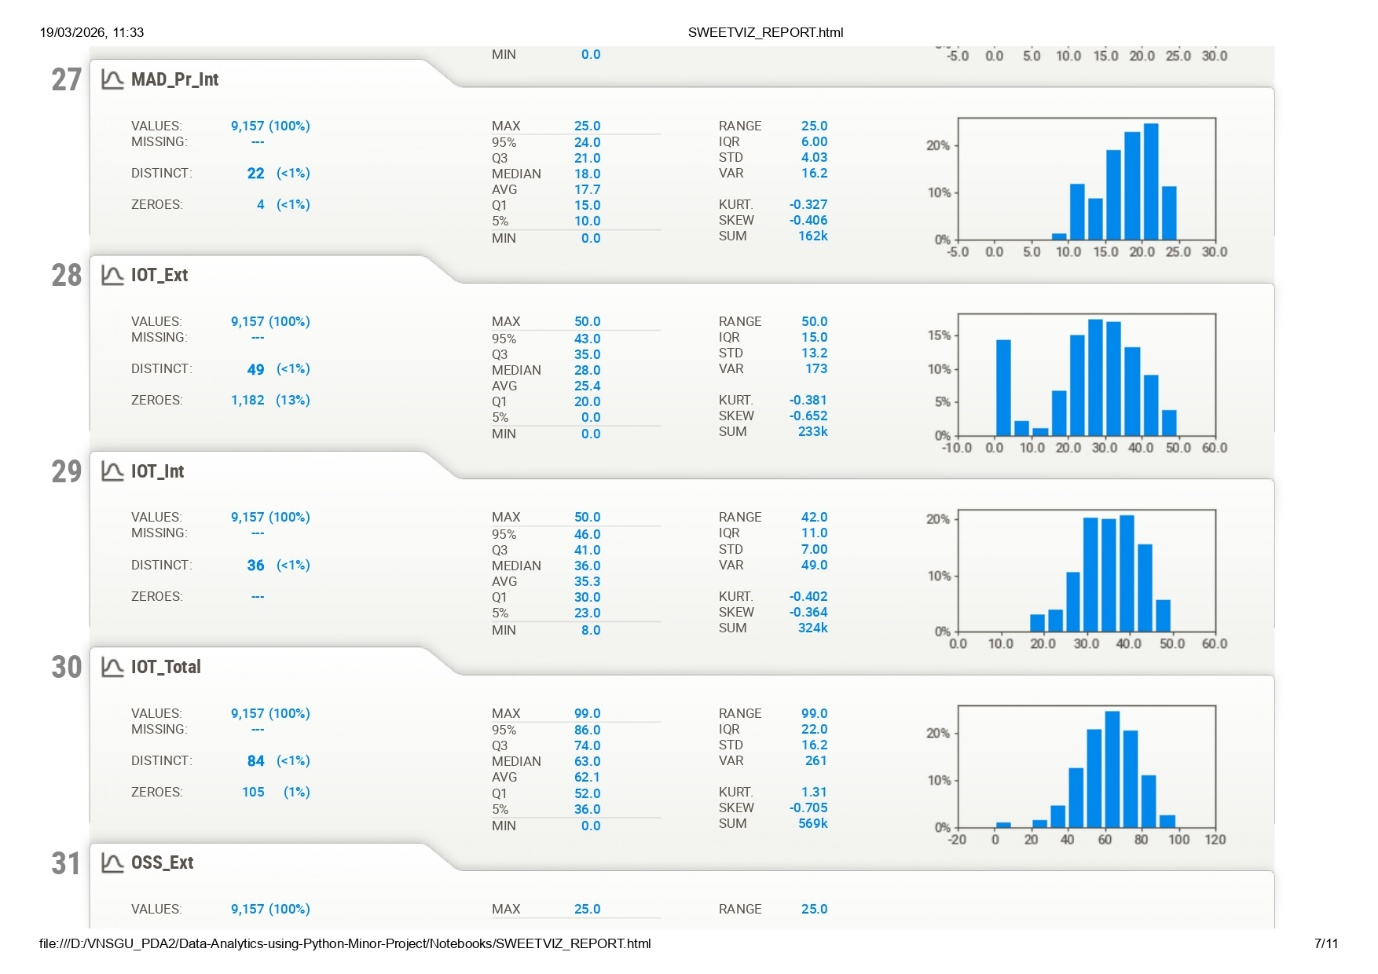 19/03/2026, 11:33 SWEETVIZ_REPORT.html
MIN 0.0
-5.0 0.0 5.0 10.0 15.0 20.0 25.0 30.0
27 MAD_Pr_Int
VALUES: 9,157 (100%)
MISSING: ---
DISTINCT: 22 (<1%)
ZEROES: 4 (<1%)
MAX 25.0
95% 24.0
Q3 21.0
MEDIAN 18.0
AVG 17.7
Q1 15.0
5% 10.0
MIN 0.0
RANGE 25.0
IQR 6.00
STD 4.03
VAR 16.2
KURT. -0.327
SKEW -0.406
SUM 162k
20%
10%
0%
-5.0 0.0 5.0 10.0 15.0 20.0 25.0 30.0
28 IOT_Ext
VALUES: 9,157 (100%)
MISSING: ---
DISTINCT: 49 (<1%)
ZEROES: 1,182 (13%)
MAX 50.0
95% 43.0
Q3 35.0
MEDIAN 28.0
AVG 25.4
Q1 20.0
5% 0.0
MIN 0.0
RANGE 50.0
IQR 15.0
STD 13.2
VAR 173
KURT. -0.381
SKEW -0.652
SUM 233k
15%
10%
5%
0%
-10.0 0.0 10.0 20.0 30.0 40.0 50.0 60.0
29 IOT_Int
VALUES: 9,157 (100%)
MISSING: ---
DISTINCT: 36 (<1%)
ZEROES: ---
MAX 50.0
95% 46.0
Q3 41.0
MEDIAN 36.0
AVG 35.3
Q1 30.0
5% 23.0
MIN 8.0
RANGE 42.0
IQR 11.0
STD 7.00
VAR 49.0
KURT. -0.402
SKEW -0.364
SUM 324k
20%
10%
0%
0.0 10.0 20.0 30.0 40.0 50.0 60.0
30 IOT_Total
VALUES: 9,157 (100%)
MISSING: ---
DISTINCT: 84 (<1%)
ZEROES: 105 (1%)
MAX 99.0
95% 86.0
Q3 74.0
MEDIAN 63.0
AVG 62.1
Q1 52.0
5% 36.0
MIN 0.0
RANGE 99.0
IQR 22.0
STD 16.2
VAR 261
KURT. 1.31
SKEW -0.705
SUM 569k
20%
10%
0%
-20 0 20 40 60 80 100 120
31 OSS_Ext
VALUES: 9,157 (100%)
MAX 25.0
RANGE 25.0
file:///D:/VNSGU_PDA2/Data-Analytics-using-Python-Minor-Project/Notebooks/SWEETVIZ_REPORT.html 7/11